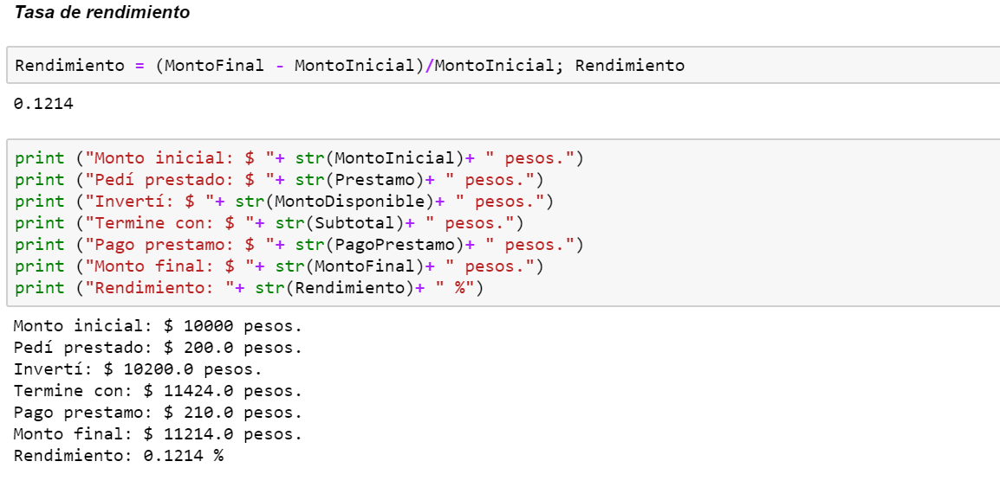 Tasa de rendimiento
Rendimiento = (MontoFinal - MontoInicial)/MontoInicial; Rendimiento
0.1214
print ("Monto inicial: $ "+ str(MontoInicial)+ " pesos.")
print ("Pedí prestado: $ "+ str(Prestamo)+ " pesos.")
print ("Invertí: $ "+ str(MontoDisponible)+ " pesos.")
print ("Termine con: $ "+ str(Subtotal)+ " pesos.")
print ("Pago prestamo: $ "+ str(PagoPrestamo)+ " pesos.")
print ("Monto final: $ "+ str(MontoFinal)+ " pesos.")
print ("Rendimiento: "+ str(Rendimiento)+ " %")
Monto inicial: $ 10000 pesos.
Pedí prestado: $ 200.0 pesos.
Invertí: $ 10200.0 pesos.
Termine con: $ 11424.0 pesos.
Pago prestamo: $ 210.0 pesos.
Monto final: $ 11214.0 pesos.
Rendimiento: 0.1214 %